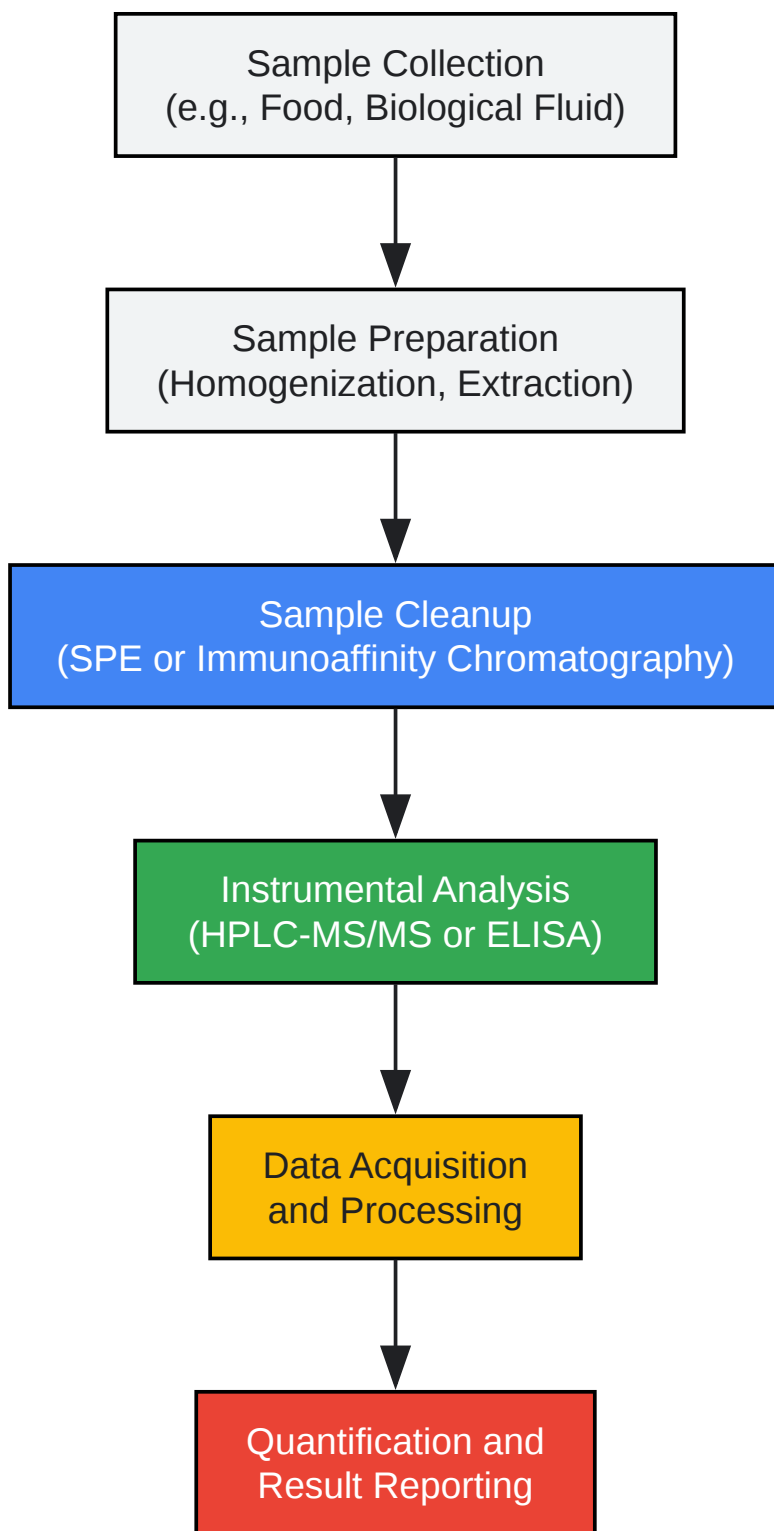 Sample Collection
(e.g., Food, Biological Fluid)
Sample Preparation
(Homogenization, Extraction)
Sample Cleanup
(SPE or Immunoaffinity Chromatography)
Instrumental Analysis
(HPLC-MS/MS or ELISA)
Data Acquisition
and Processing
Quantification and
Result Reporting